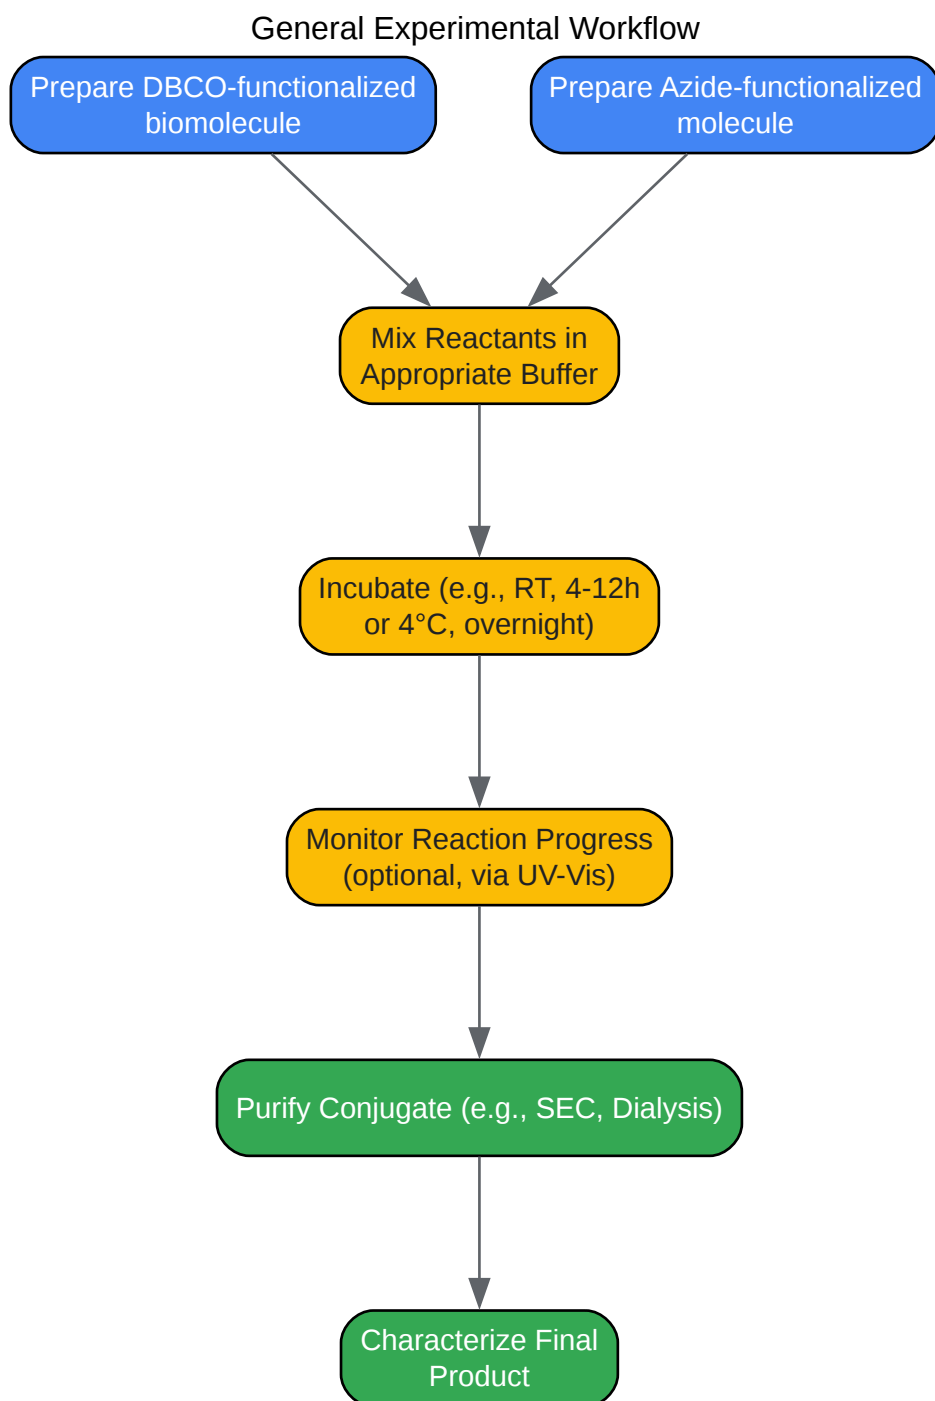 General Experimental Workflow
Prepare DBCO-functionalized
biomolecule
Prepare Azide-functionalized
molecule
Mix Reactants in
Appropriate Buffer
Incubate (e.g., RT, 4-12h
or 4°C, overnight)
Monitor Reaction Progress
(optional, via UV-Vis)
Purify Conjugate (e.g., SEC, Dialysis)
Characterize Final
Product